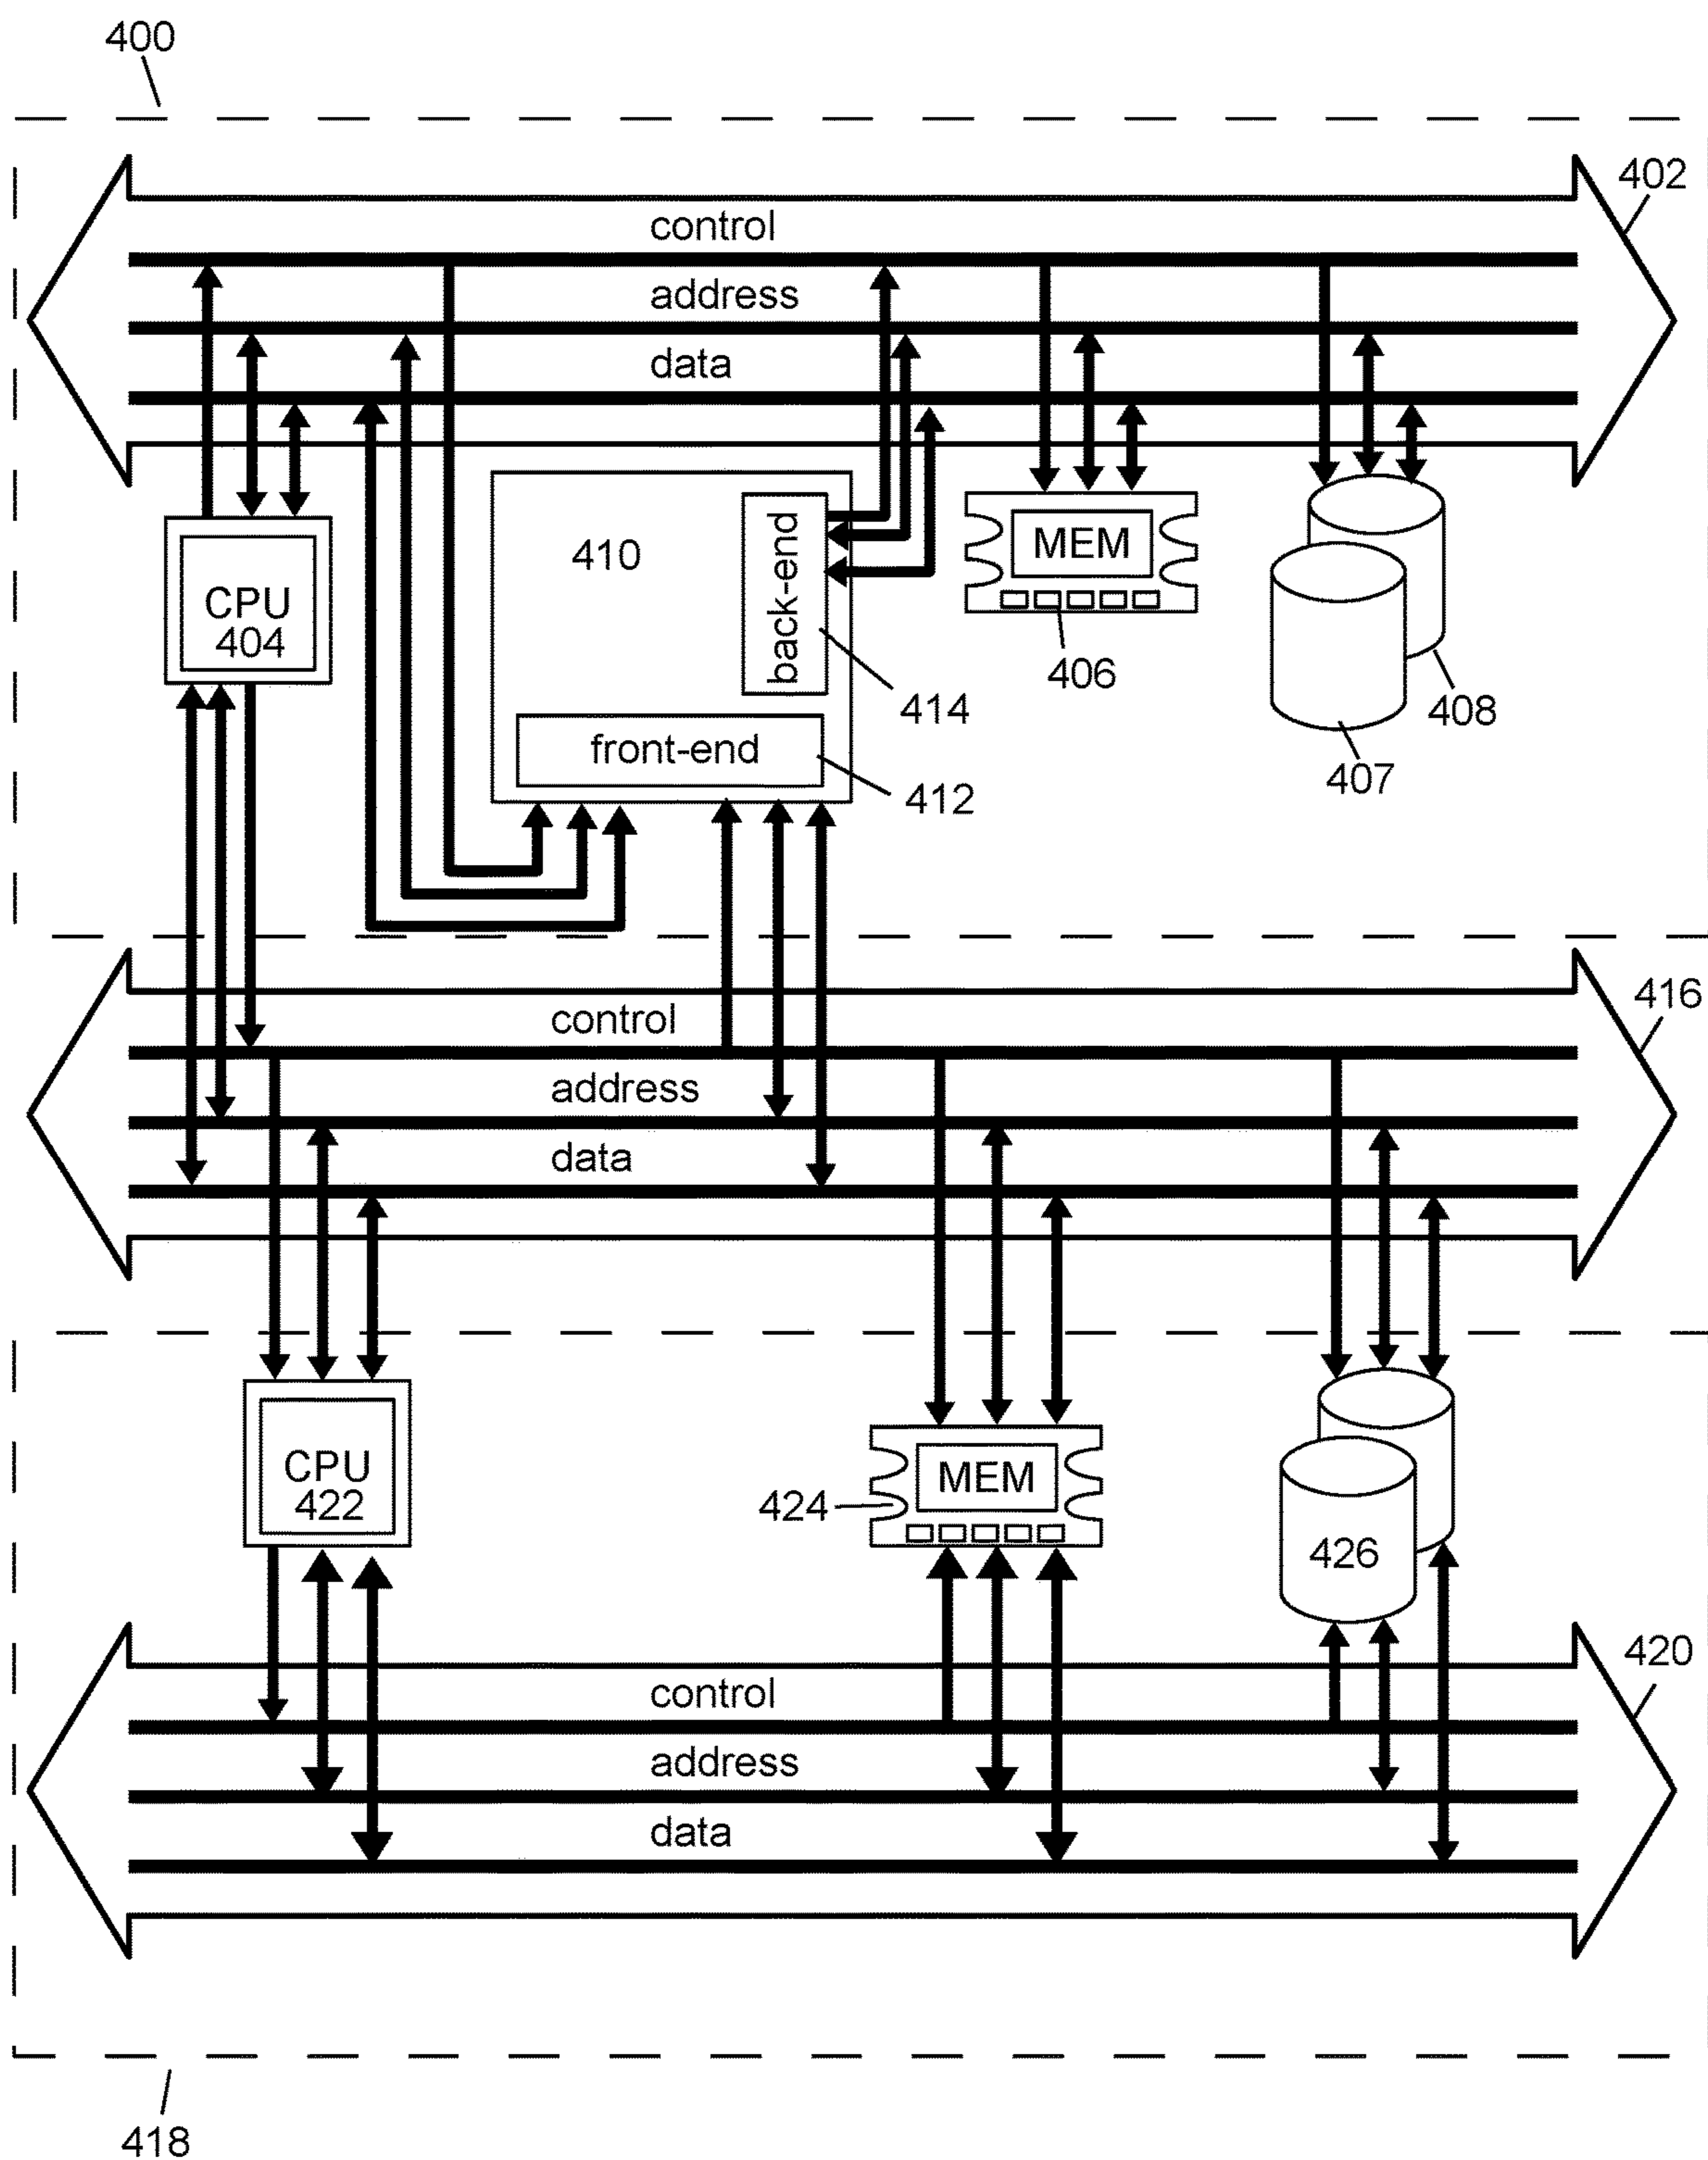 400
402
control
address
data
CPU
404
410
back-end
414
front-end
412
MEM
406
408
407
416
control
address
data
CPU
422
MEM
424
426
420
control
address
data
418